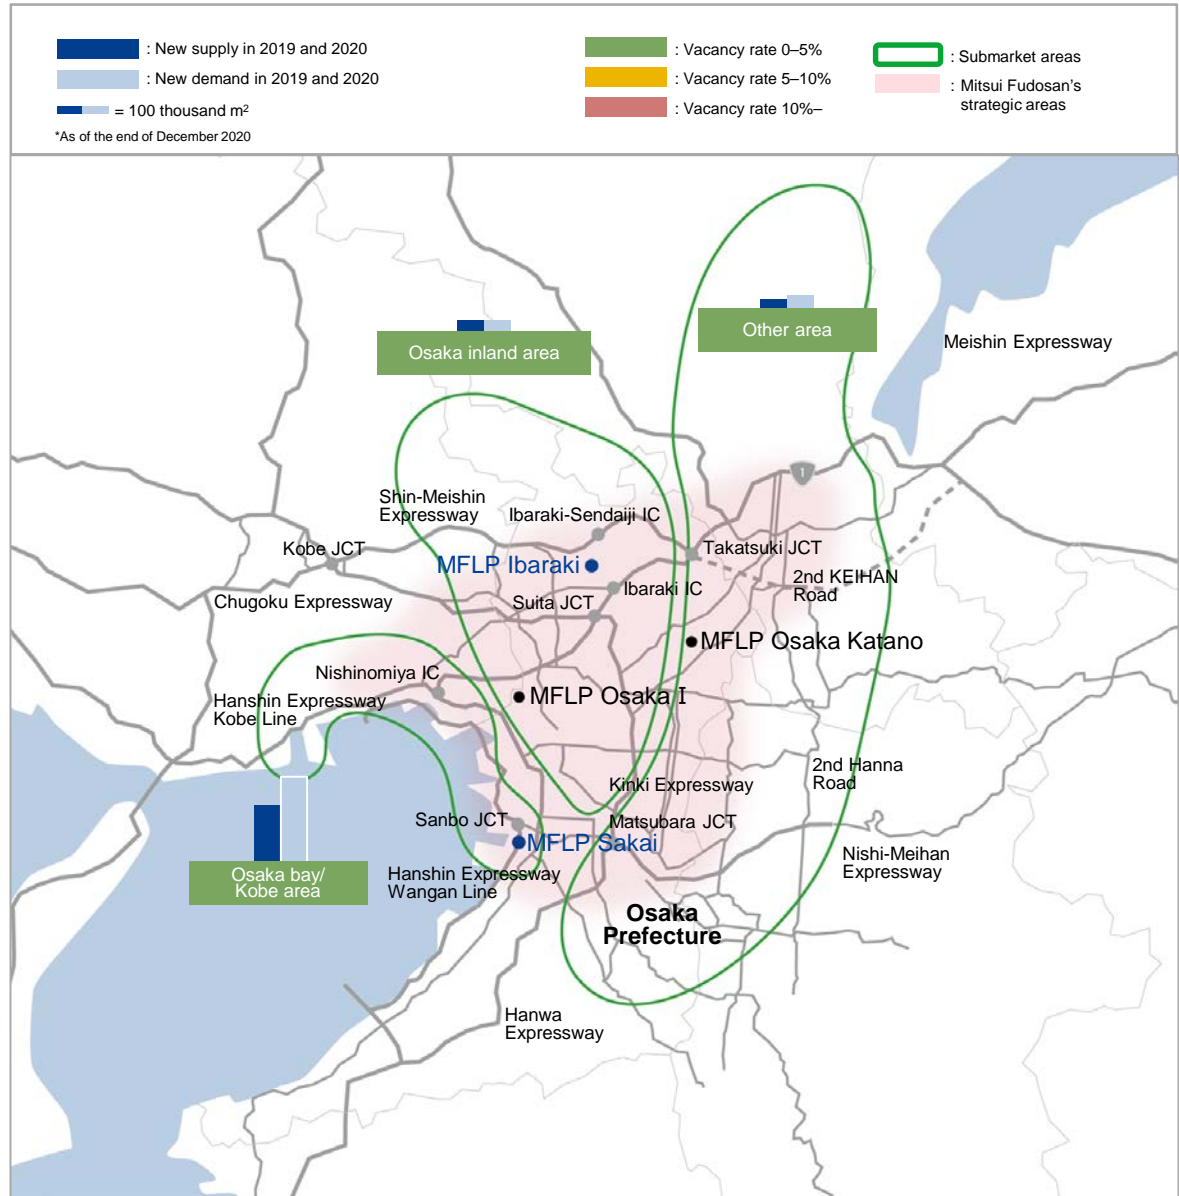 : New supply in 2019 and 2020
: New demand in 2019 and 2020
= 100 thousand m²
*As of the end of December 2020
: Vacancy rate 0–5%
: Vacancy rate 5–10%
: Vacancy rate 10%–
: Submarket areas
: Mitsui Fudosan's
strategic areas
Other area
Osaka inland area
Meishin Expressway
1
Shin-Meishin
Expressway
Ibaraki-Sendaiji IC
Kobe JCT
Takatsuki JCT
MFLP Ibaraki
2nd KEIHAN
Road
Ibaraki IC
Chugoku Expressway
Suita JCT
MFLP Osaka Katano
Nishinomiya IC
MFLP Osaka I
Hanshin Expressway
Kobe Line
2nd Hanna
Road
Kinki Expressway
Sanbo JCT
Matsubara JCT
MFLP Sakai
Nishi-Meihan
Expressway
Osaka bay/
Kobe area
Hanshin Expressway
Wangan Line
Osaka
Prefecture
Hanwa
Expressway